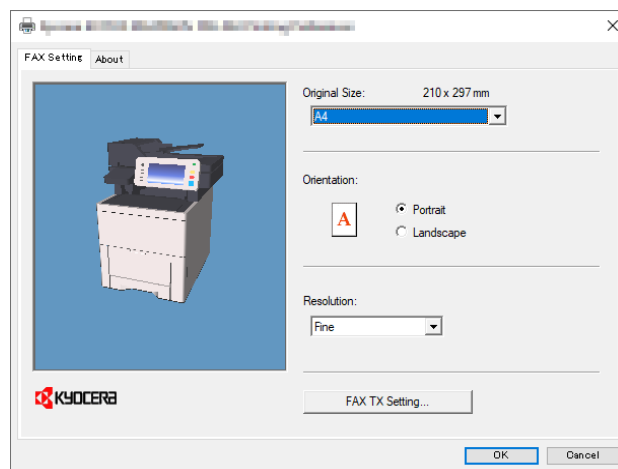 FAX Setting
About
Original Size: 210 x 297 mm
A4
Orientation:
A
Portrait
Landscape
Resolution:
Fine
KYOCERA
FAX TX Setting...
OK
Cancel